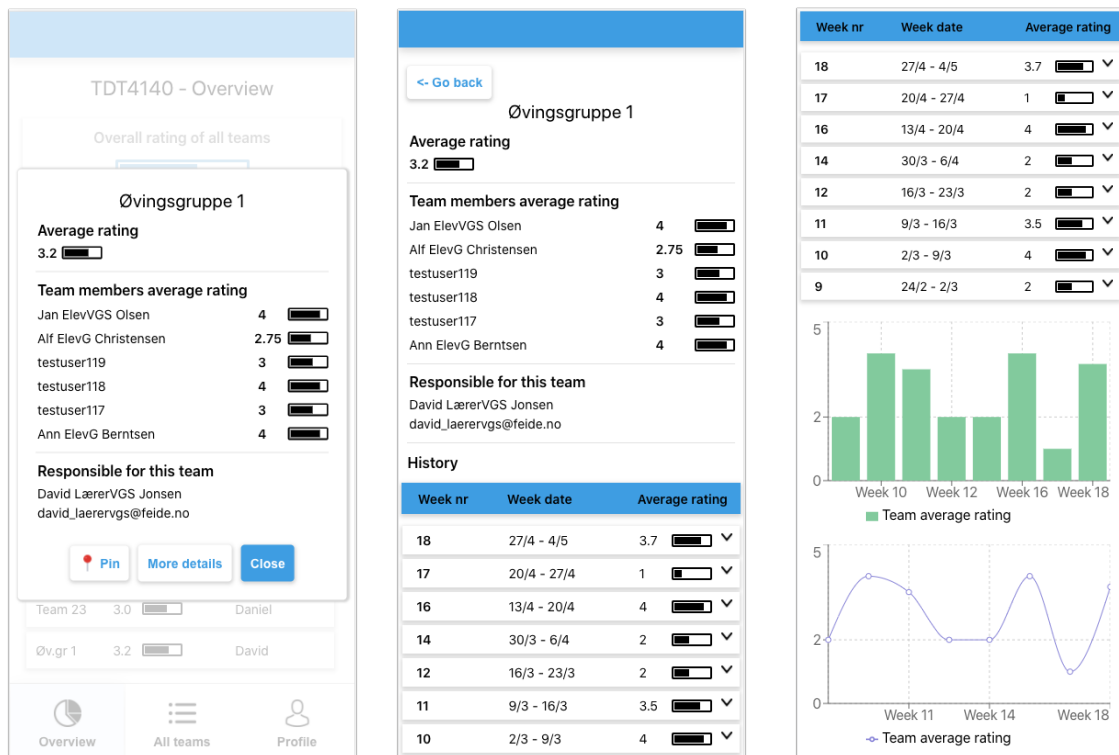 TDT4140 - Overview
Overall rating of all teams
Øvingsgruppe 1
Average rating
3.2
Team members average rating
Jan ElevVGS Olsen 4
Alf ElevG Christensen 2.75
testuser119 3
testuser118 4
testuser117 3
Ann ElevG Berntsen 4
Responsible for this team
David LærerVGS Jonsen
david_laerervgs@feide.no
📍 Pin More details Close
Team 23 3.0 Daniel
Øv.gr 1 3.2 David
Overview All teams Profile
<- Go back
Øvingsgruppe 1
Average rating
3.2
Team members average rating
Jan ElevVGS Olsen 4
Alf ElevG Christensen 2.75
testuser119 3
testuser118 4
testuser117 3
Ann ElevG Berntsen 4
Responsible for this team
David LærerVGS Jonsen
david_laerervgs@feide.no
History
Week nr Week date Average rating
18 27/4 - 4/5 3.7
17 20/4 - 27/4 1
16 13/4 - 20/4 4
14 30/3 - 6/4 2
12 16/3 - 23/3 2
11 9/3 - 16/3 3.5
10 2/3 - 9/3 4
Week nr Week date Average rating
18 27/4 - 4/5 3.7
17 20/4 - 27/4 1
16 13/4 - 20/4 4
14 30/3 - 6/4 2
12 16/3 - 23/3 2
11 9/3 - 16/3 3.5
10 2/3 - 9/3 4
9 24/2 - 2/3 2
5
2
0
Week 10 Week 12 Week 16 Week 18
Team average rating
5
2
0
Week 11 Week 14 Week 18
Team average rating